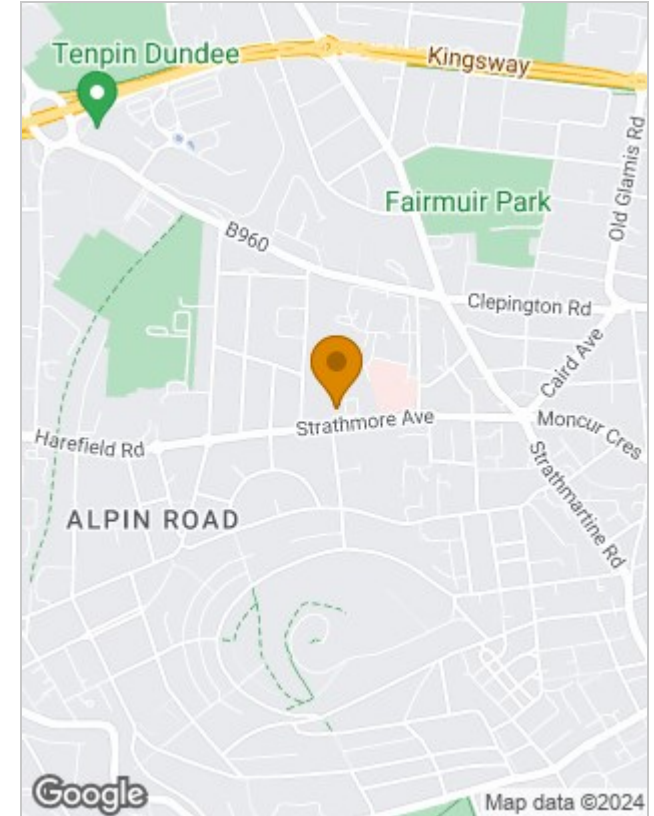 Tenpin Dundee
Kingsway
Old Glamis Rd
Fairmuir Park
B960
Clepington Rd
Caird Ave
Strathmore Ave
Moncur Cres
Harefield Rd
Strathmartine Rd
ALPIN ROAD
Google
Map data ©2024